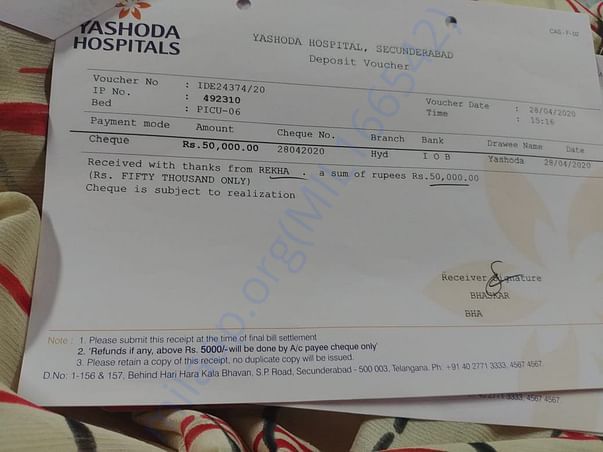 YASHODA
HOSPITALS
CAG-F-02
YASHODA HOSPITAL, SECUNDERABAD
Deposit Voucher
Voucher No : IDE24374/20
Voucher Date : 28/04/2020
IP No. : 492310
Time : 15:16
Bed : PICU-06
Payment mode Amount Cheque No. Branch Bank Drawee Name Date
Cheque Rs.50,000.00 28042020 Hyd I O B Yashoda 28/04/2020
Received with thanks from REKHA . a sum of rupees Rs.50,000.00
(Rs. FIFTY THOUSAND ONLY)
Cheque is subject to realization
Receiver Signature
BHASKAR
BHA
Note : 1. Please submit this receipt at the time of final bill settlement
2. 'Refunds if any, above Rs. 5000/- will be done by A/c payee cheque only'
3. Please retain a copy of this receipt, no duplicate copy will be issued.
D.No: 1-156 & 157, Behind Hari Hara Kala Bhavan, S.P. Road, Secunderabad - 500 003. Telangana. Ph: +91 40 2771 3333, 4567 4567.
2771 3333, 4567 4567.